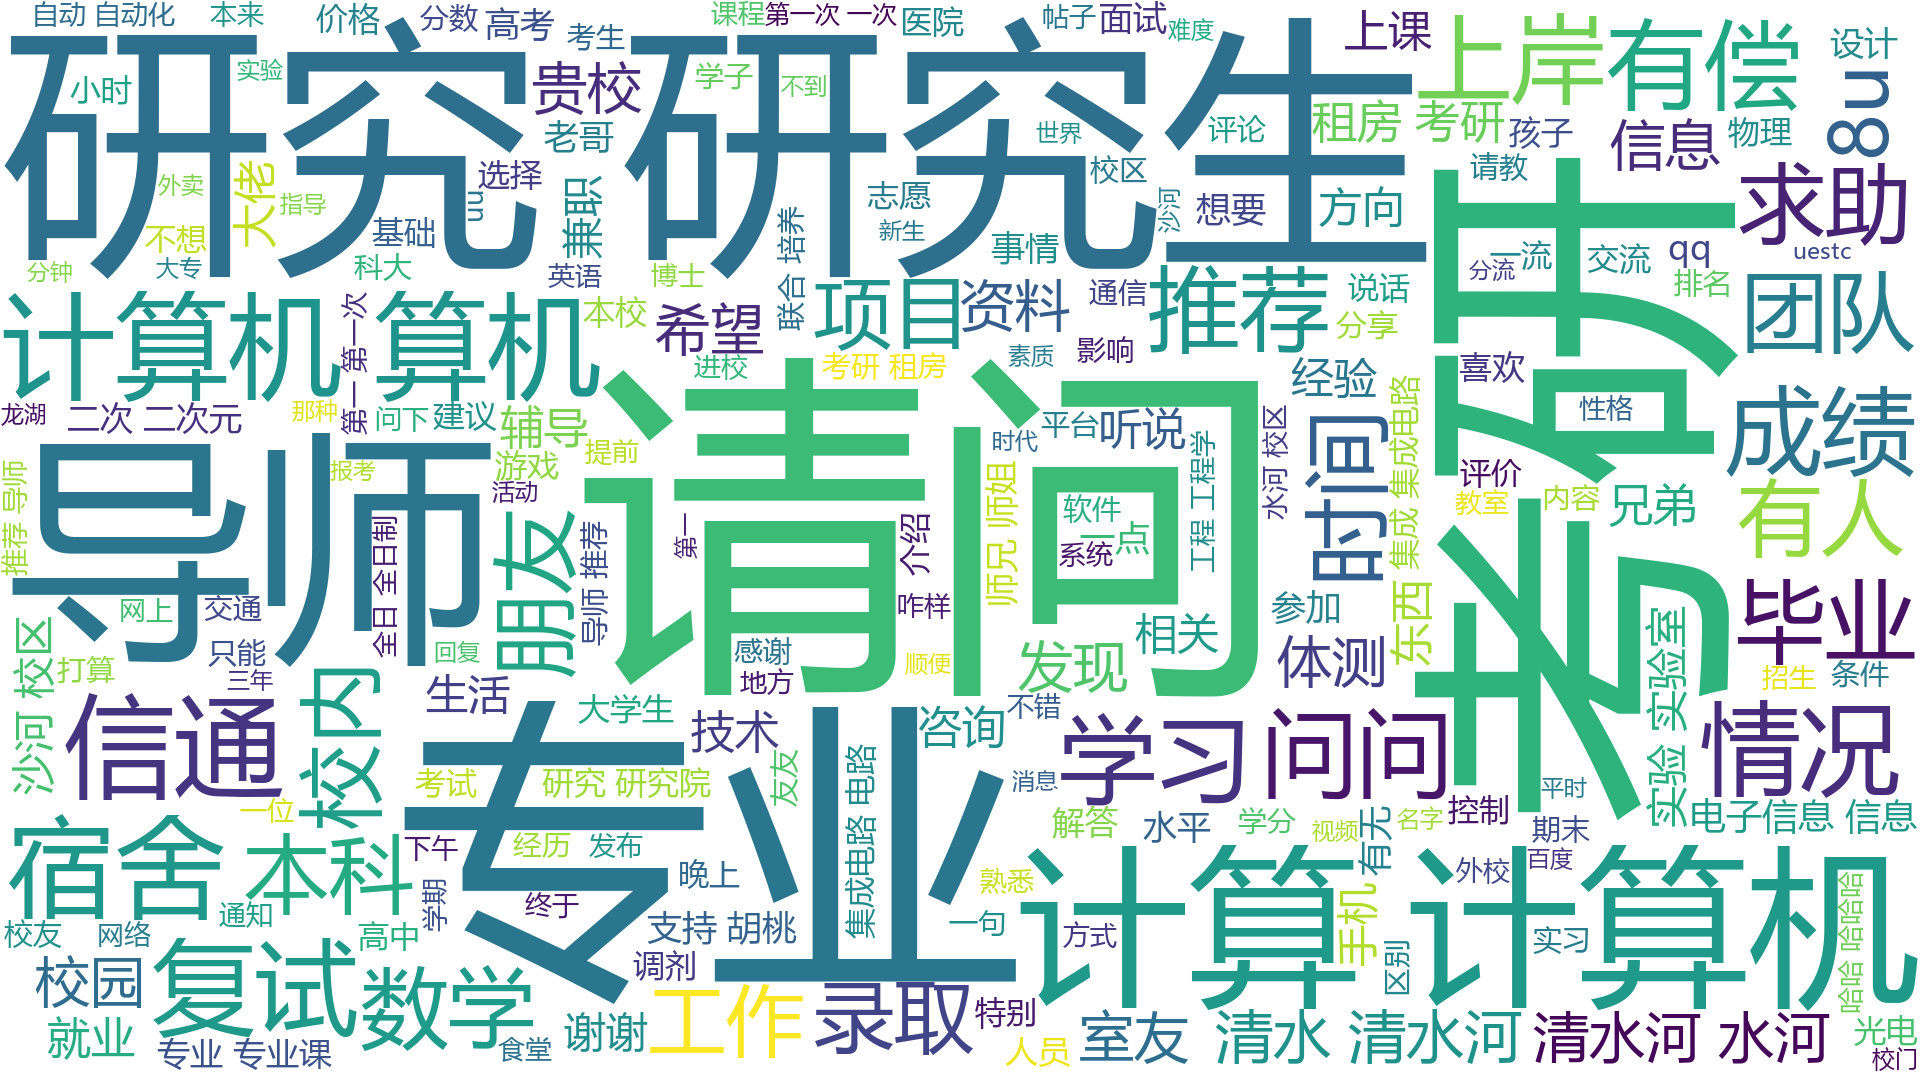 自动 自动化
本来
价格
分数
高考
考生
课程
第一次 一次
医院
帖子
面试
难度
上课
上岸
有偿
设计
研究
研究生
小时
实验
贵校
学子
不到
老哥
世界
校区
评论
租房
考研
孩子
信息
物理
8u
外卖
大佬
指导
选择
nn
兼职
志愿
新生
沙河
想要
方向
请教
求助
不想
基础
联合 培养
事情
一流
分流
交流
qq
uestc
分钟
大专
科大
英语
博士
排名
计算机
算机
第一 第一次
本校
希望
项目
资料
通信
推荐
说话
分享
团队
考研
进校
考研 租房
素质
影响
经验
喜欢
性格
成绩
龙湖
二次 二次元
那种
问下
建议
辅导
请问
时代
平台
听说
水河 校区
时间
集成 集成电路
评价
教室
内容
兄弟
有人
导师
推荐 导师
报考
游戏
提前
活动
第一
介绍
师兄 师姐
软件
一点
系统
工程 工程学
全日 全日制
朋友
导师 推荐
咋样
参加
东西
毕业
网上
交通
沙河 校区
打算
只能
三年
回复
感谢
地方
顺便
发现
相关
体测
实验 实验室
招生
条件
信通
校内
生活
大学生
技术
咨询
不错
学习
问问
情况
专业
考试
研究 研究院
友友
集成电路 电路
消息
平时
控制
电子信息 信息
一位
宿舍
本科
下午
经历
发布
晚上
解答
水平
学分
视频
有无
名字
期末
百度
外校
学期
终于
熟悉
计算
计算机
手机
哈哈 哈哈哈
校友
网络
通知
高中
支持
胡桃
一句
方式
区别
实习
校园
复试
数学
调剂
工作
录取
特别
就业
专业 专业课
食堂
谢谢
人员
室友
清水
清水河
清水河
水河
光电
校门